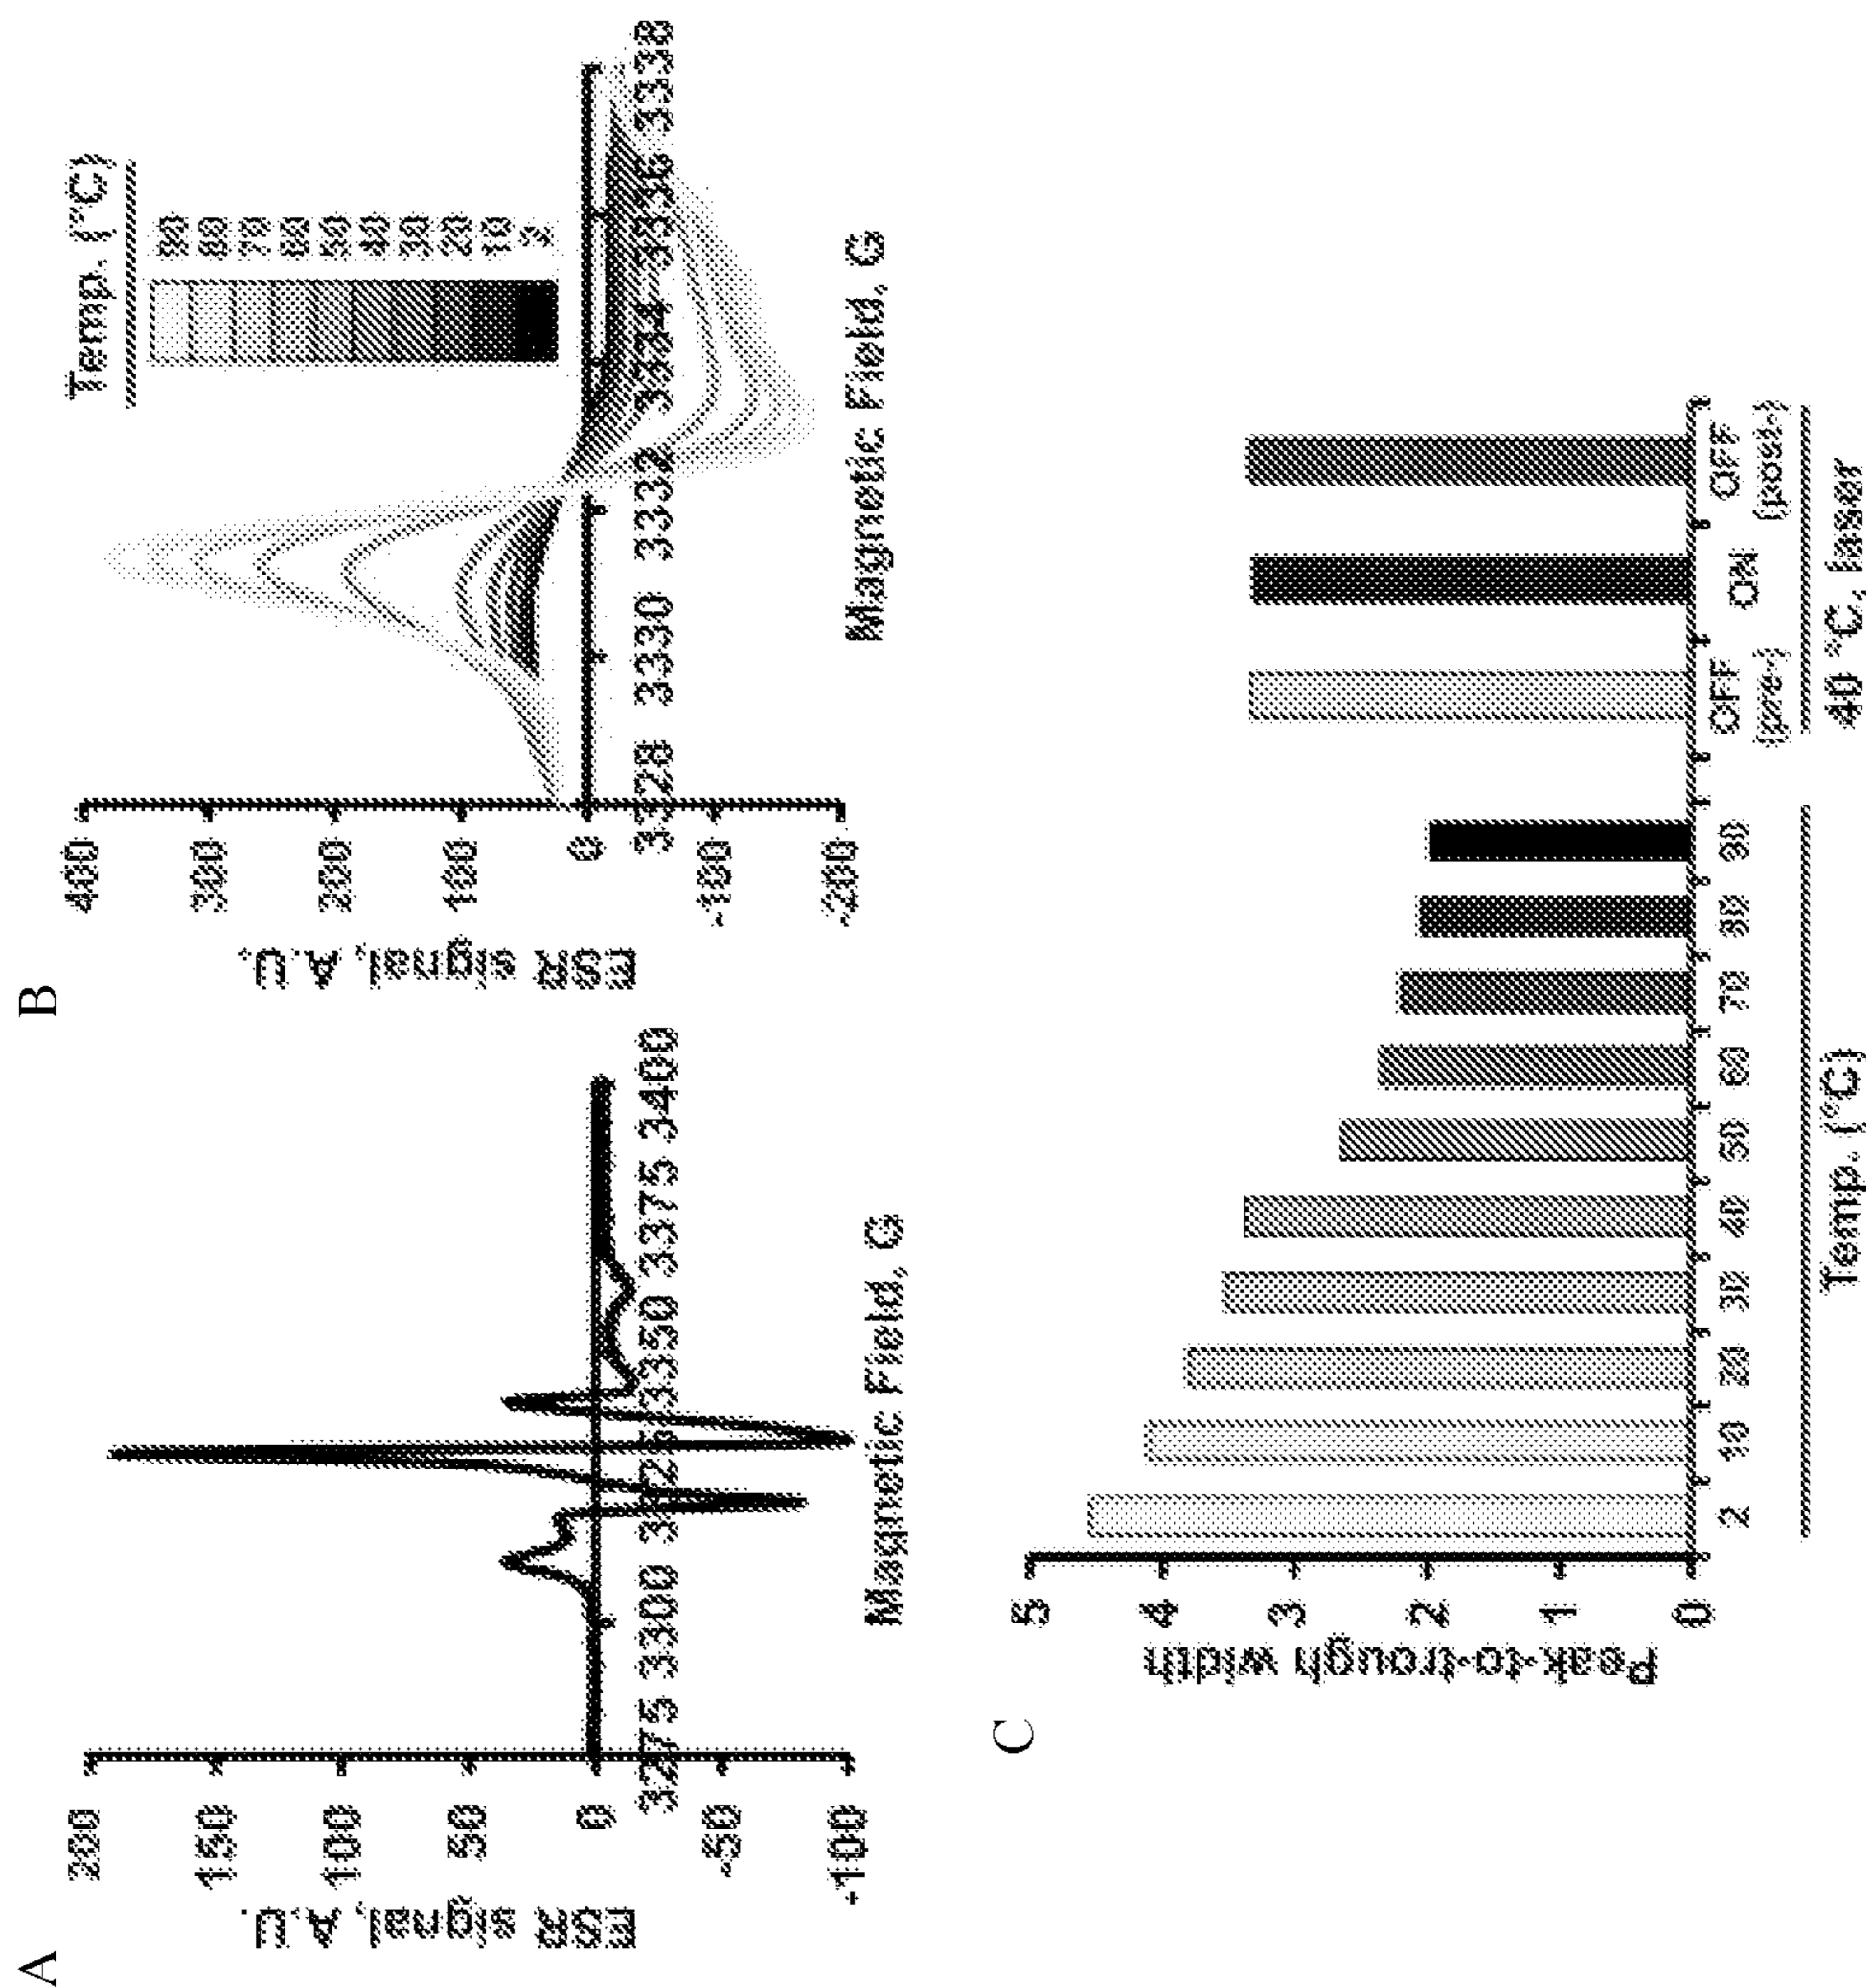 A
ESR signal, A.U.
200
150
100
50
0
-50
-100
3275 3300 3325 3350 3375 3400
Magnetic Field, G
B
ESR signal, A.U.
400
300
200
100
0
-100
-200
3328 3330 3332 3334 3336 3338
Magnetic Field, G
Temp. (°C)
90
80
70
60
50
40
30
20
10
2
C
Peak-to-trough width
5
4
3
2
1
0
2 10 20 30 40 50 60 70 80 90
Temp. (°C)
OFF ON OFF
(pre-) (post-)
40 °C, laser